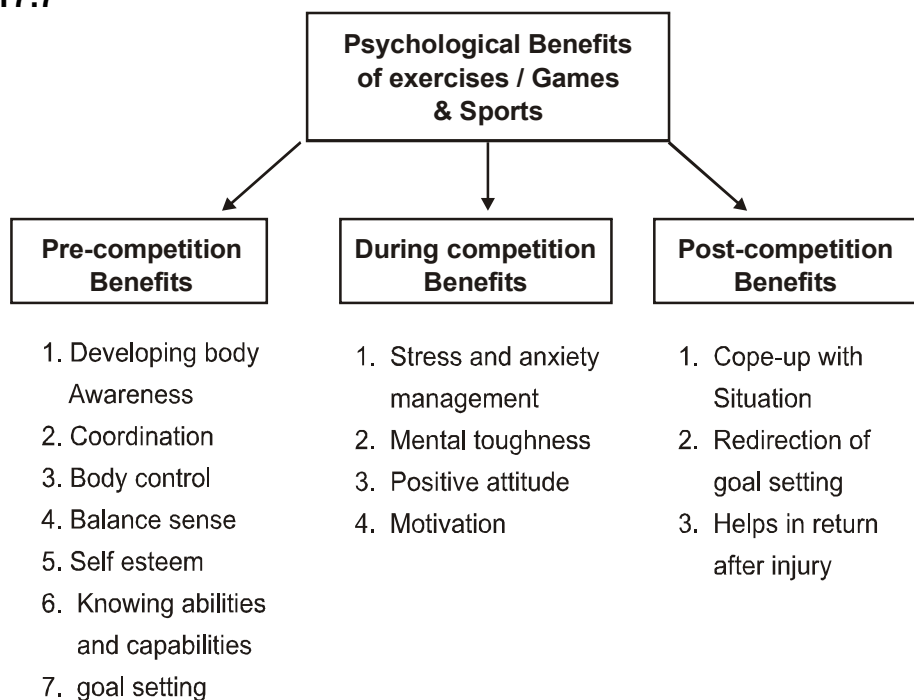 Psychological Benefits
of exercises / Games
& Sports
Pre-competition
Benefits
1. Developing body
Awareness
2. Coordination
3. Body control
4. Balance sense
5. Self esteem
6. Knowing abilities
and capabilities
7. goal setting
During competition
Benefits
1. Stress and anxiety
management
2. Mental toughness
3. Positive attitude
4. Motivation
Post-competition
Benefits
1. Cope-up with
Situation
2. Redirection of
goal setting
3. Helps in return
after injury